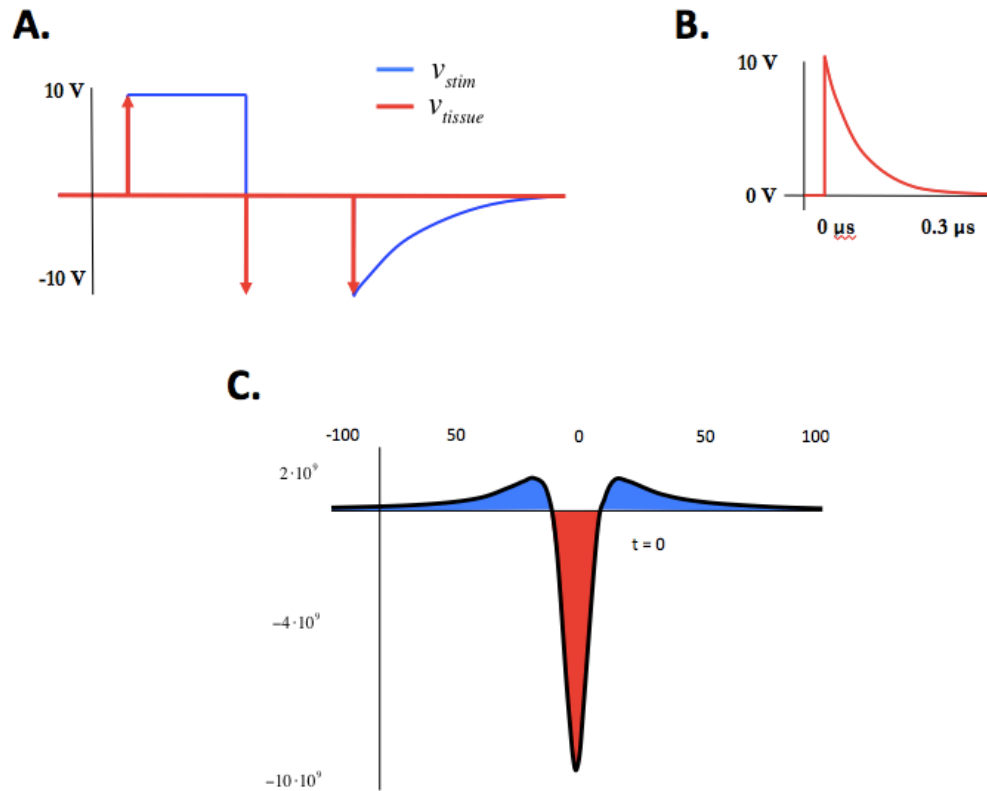 A.
10 V
-10 V
v_stim
v_tissue
B.
10 V
0 V
0 µs
0.3 µs
C.
-100 50 0 50 100
2·10⁹
t = 0
−4·10⁹
−10·10⁹